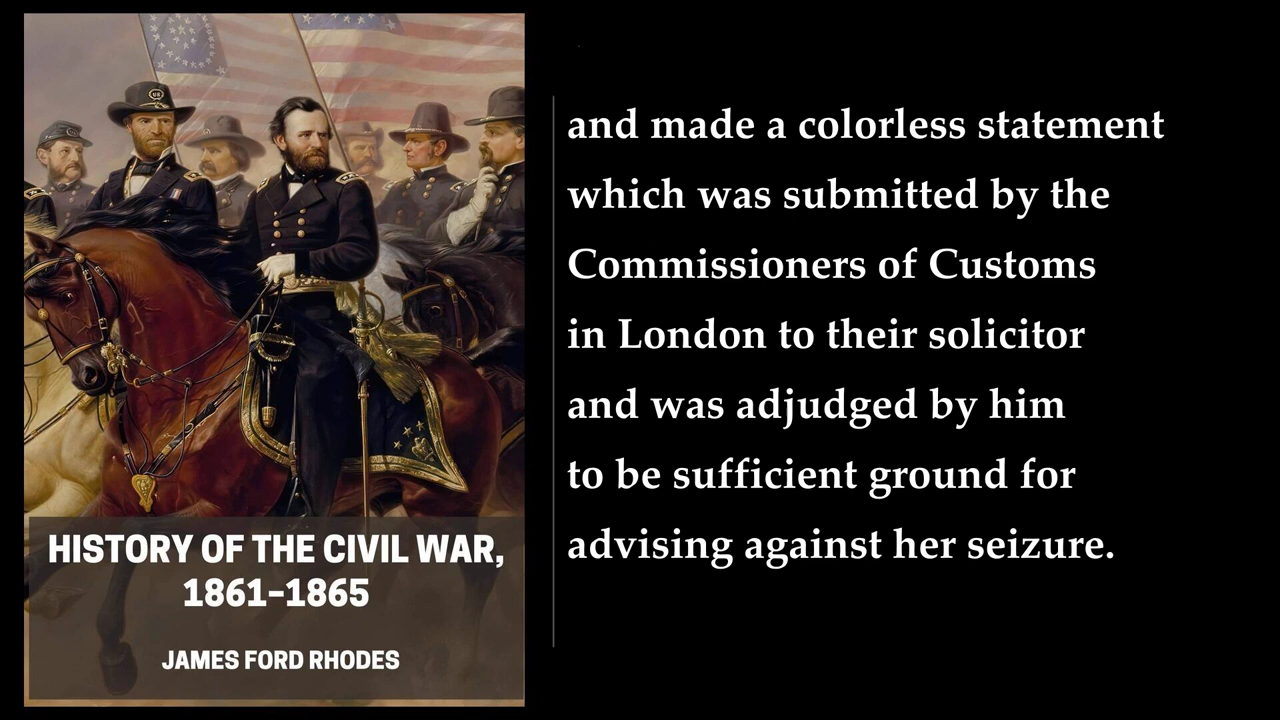 HISTORY OF THE CIVIL WAR,
1861–1865
JAMES FORD RHODES
and made a colorless statement
which was submitted by the
Commissioners of Customs
in London to their solicitor
and was adjudged by him
to be sufficient ground for
advising against her seizure.